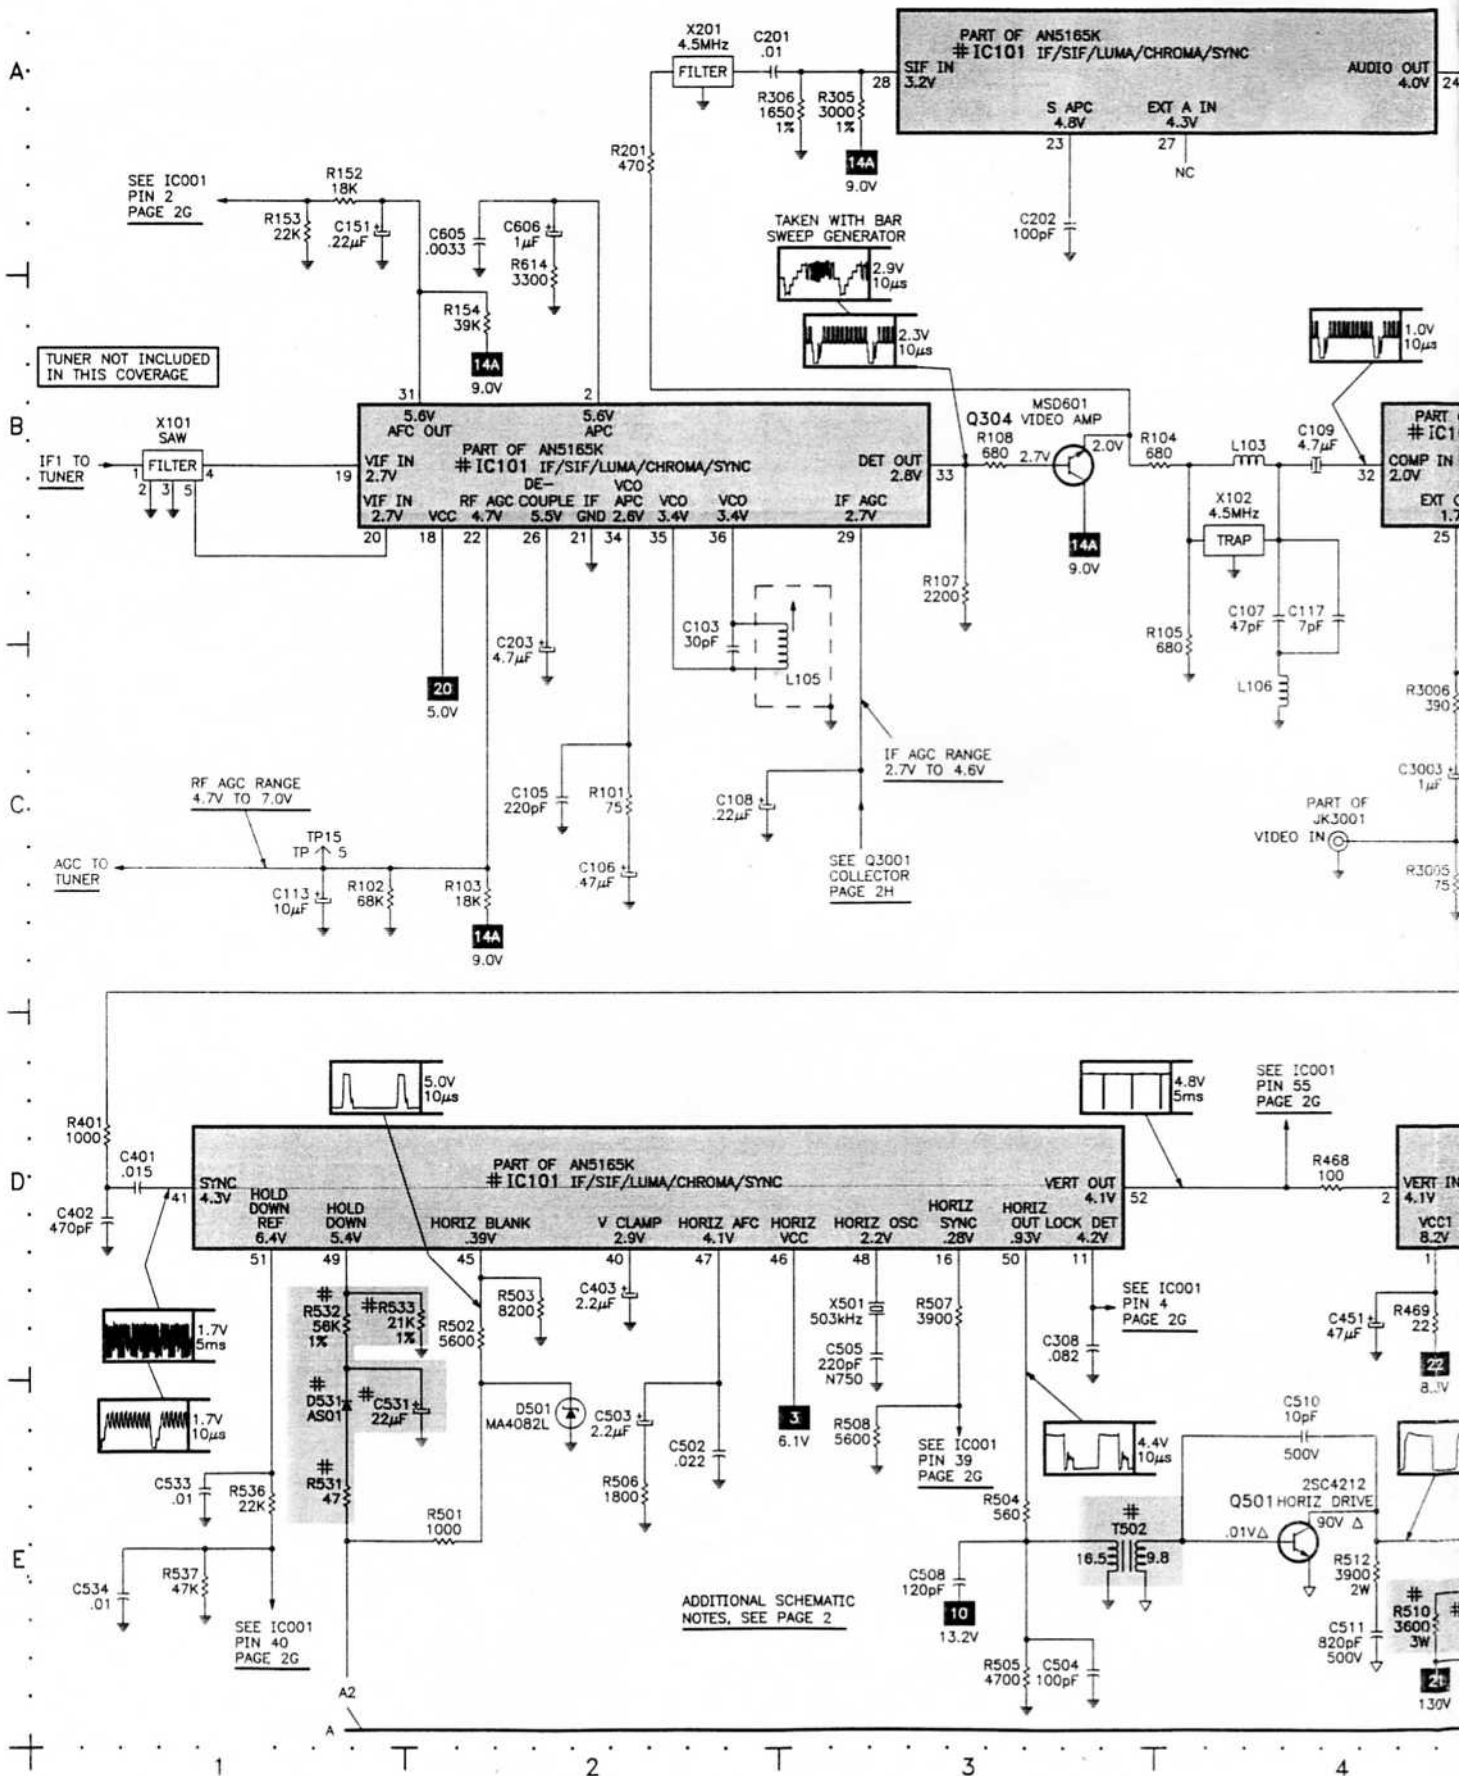 A
X201
4.5MHz
FILTER
C201
.01
R306
1650
1%
R305
3000
1%
14A
9.0V
28
PART OF AN5165K
#IC101 IF/SIF/LUMA/CHROMA/SYNC
SIF IN
3.2V
AUDIO OUT
4.0V
24
S APC
4.8V
EXT A IN
4.3V
23
27
NC
R201
470
C202
100pF
SEE IC001
PIN 2
PAGE 2G
R152
18K
R153
22K
C151
.22µF
C605
.0033
C606
1µF
R614
3300
R154
39K
14A
9.0V
TAKEN WITH BAR
SWEEP GENERATOR
2.9V
10µs
2.3V
10µs
1.0V
10µs
TUNER NOT INCLUDED
IN THIS COVERAGE
B
X101
SAW
IF1 TO
TUNER
FILTER
1
4
2
3
5
31
2
5.6V
AFC OUT
5.6V
APC
PART OF AN5165K
#IC101 IF/SIF/LUMA/CHROMA/SYNC
19
VIF IN
2.7V
DET OUT
2.8V
33
VIF IN
2.7V
VCC
RF AGC
4.7V
DE-
COUPLE
5.5V
IF
GND
VCO
APC
2.6V
VCO
3.4V
VCO
3.4V
IF AGC
2.7V
20
18
22
26
21
34
35
36
29
R108
680
Q304
MSD601
VIDEO AMP
2.7V
2.0V
14A
9.0V
R104
680
L103
C109
4.7µF
32
PART O
#IC1
COMP IN
2.0V
EXT C
1.7
25
X102
4.5MHz
TRAP
R107
2200
R105
680
C107
47pF
C117
7pF
L106
R3006
390
C3003
1µF
PART OF
JK3001
VIDEO IN
R3005
75
C203
4.7µF
20
5.0V
C103
30pF
L105
IF AGC RANGE
2.7V TO 4.6V
C
RF AGC RANGE
4.7V TO 7.0V
C105
220pF
R101
75
C108
.22µF
TP15
TP 5
AGC TO
TUNER
C113
10µF
R102
68K
R103
18K
14A
9.0V
C106
.47µF
SEE Q3001
COLLECTOR
PAGE 2H
5.0V
10µs
4.8V
5ms
SEE IC001
PIN 55
PAGE 2G
R401
1000
C401
.015
D
C402
470pF
41
PART OF AN5165K
#IC101 IF/SIF/LUMA/CHROMA/SYNC
SYNC
4.3V
VERT OUT
4.1V
52
R468
100
2
VERT IN
4.1V
VCC1
8.2V
1
HOLD
DOWN
REF
6.4V
HOLD
DOWN
5.4V
HORIZ BLANK
.39V
V CLAMP
2.9V
HORIZ AFC
4.1V
HORIZ
VCC
HORIZ OSC
2.2V
HORIZ
SYNC
.28V
HORIZ
OUT
.93V
LOCK DET
4.2V
51
49
45
40
47
46
48
16
50
11
#
R532
56K
1%
#R533
21K
1%
R503
8200
R502
5600
C403
2.2µF
X501
503kHz
C505
220pF
N750
R507
3900
C308
.082
SEE IC001
PIN 4
PAGE 2G
C451
47µF
R469
22
22
1.7V
5ms
1.7V
10µs
#
D531
AS01
#
C531
22µF
D501
MA4082L
C503
2.2µF
C502
.022
3
6.1V
R508
5600
SEE IC001
PIN 39
PAGE 2G
4.4V
10µs
C510
10pF
500V
C533
.01
R536
22K
#
R531
47
R501
1000
R506
1800
R504
560
#
T502
16.5
9.8
Q501
2SC4212
HORIZ DRIVE
.01V△
90V △
E
C534
.01
R537
47K
SEE IC001
PIN 40
PAGE 2G
ADDITIONAL SCHEMATIC
NOTES, SEE PAGE 2
C508
120pF
10
13.2V
R505
4700
C504
100pF
R512
3900
2W
C511
820pF
500V
#
R510
3600
3W
#
21
130V
A2
A
1
2
3
4